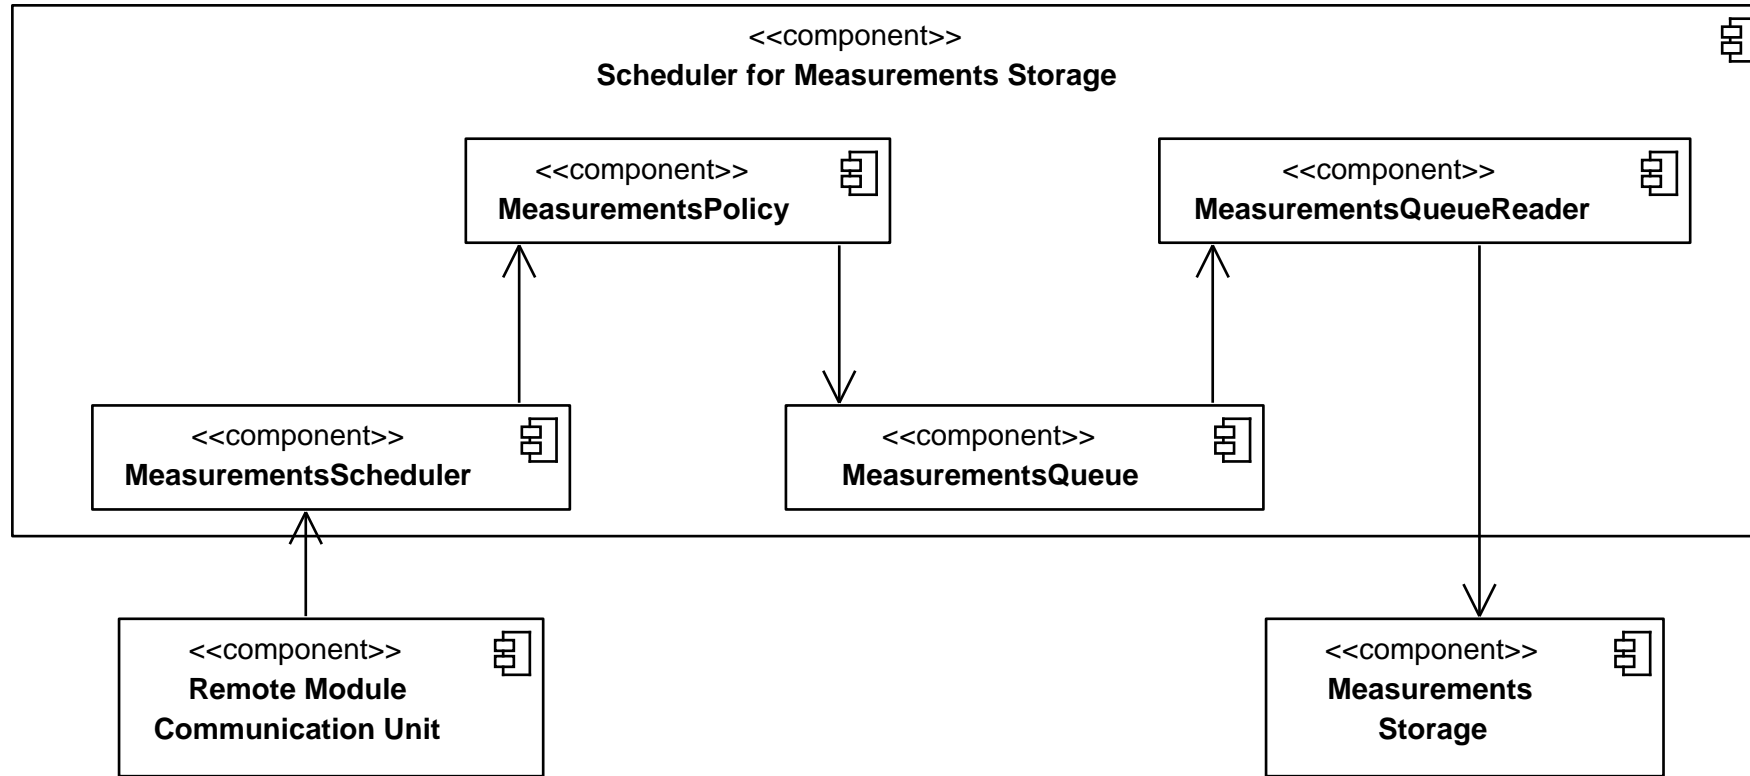 <<component>>
Scheduler for Measurements Storage
<<component>>
MeasurementsPolicy
<<component>>
MeasurementsQueueReader
<<component>>
MeasurementsScheduler
<<component>>
MeasurementsQueue
<<component>>
Remote Module
Communication Unit
<<component>>
Measurements
Storage